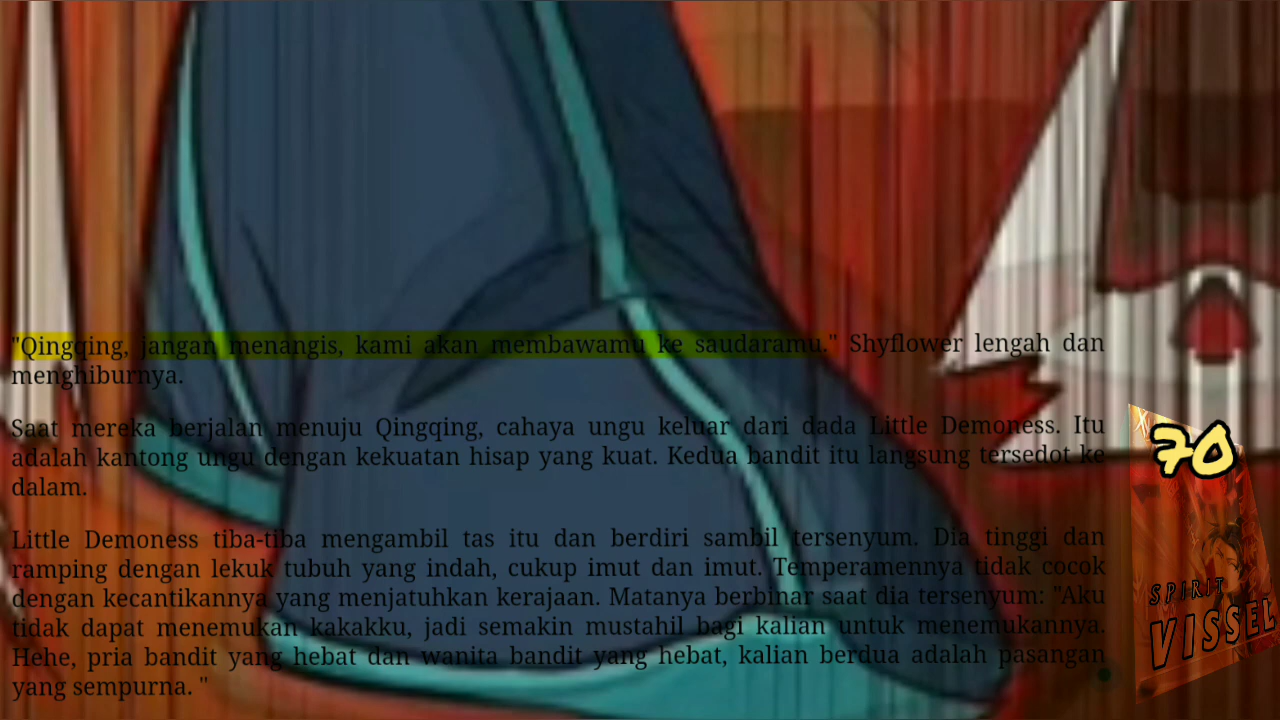 "Qingqing, jangan menangis, kami akan membawamu ke saudaramu." Shyflower lengah dan
menghiburnya.
Saat mereka berjalan menuju Qingqing, cahaya ungu keluar dari dada Little Demoness. Itu
adalah kantong ungu dengan kekuatan hisap yang kuat. Kedua bandit itu langsung tersedot ke
dalam.
Little Demoness tiba-tiba mengambil tas itu dan berdiri sambil tersenyum. Dia tinggi dan
ramping dengan lekuk tubuh yang indah, cukup imut dan imut. Temperamennya tidak cocok
dengan kecantikannya yang menjatuhkan kerajaan. Matanya berbinar saat dia tersenyum: "Aku
tidak dapat menemukan kakakku, jadi semakin mustahil bagi kalian untuk menemukannya.
Hehe, pria bandit yang hebat dan wanita bandit yang hebat, kalian berdua adalah pasangan
yang sempurna. "
70
SPIRIT
VISSEL